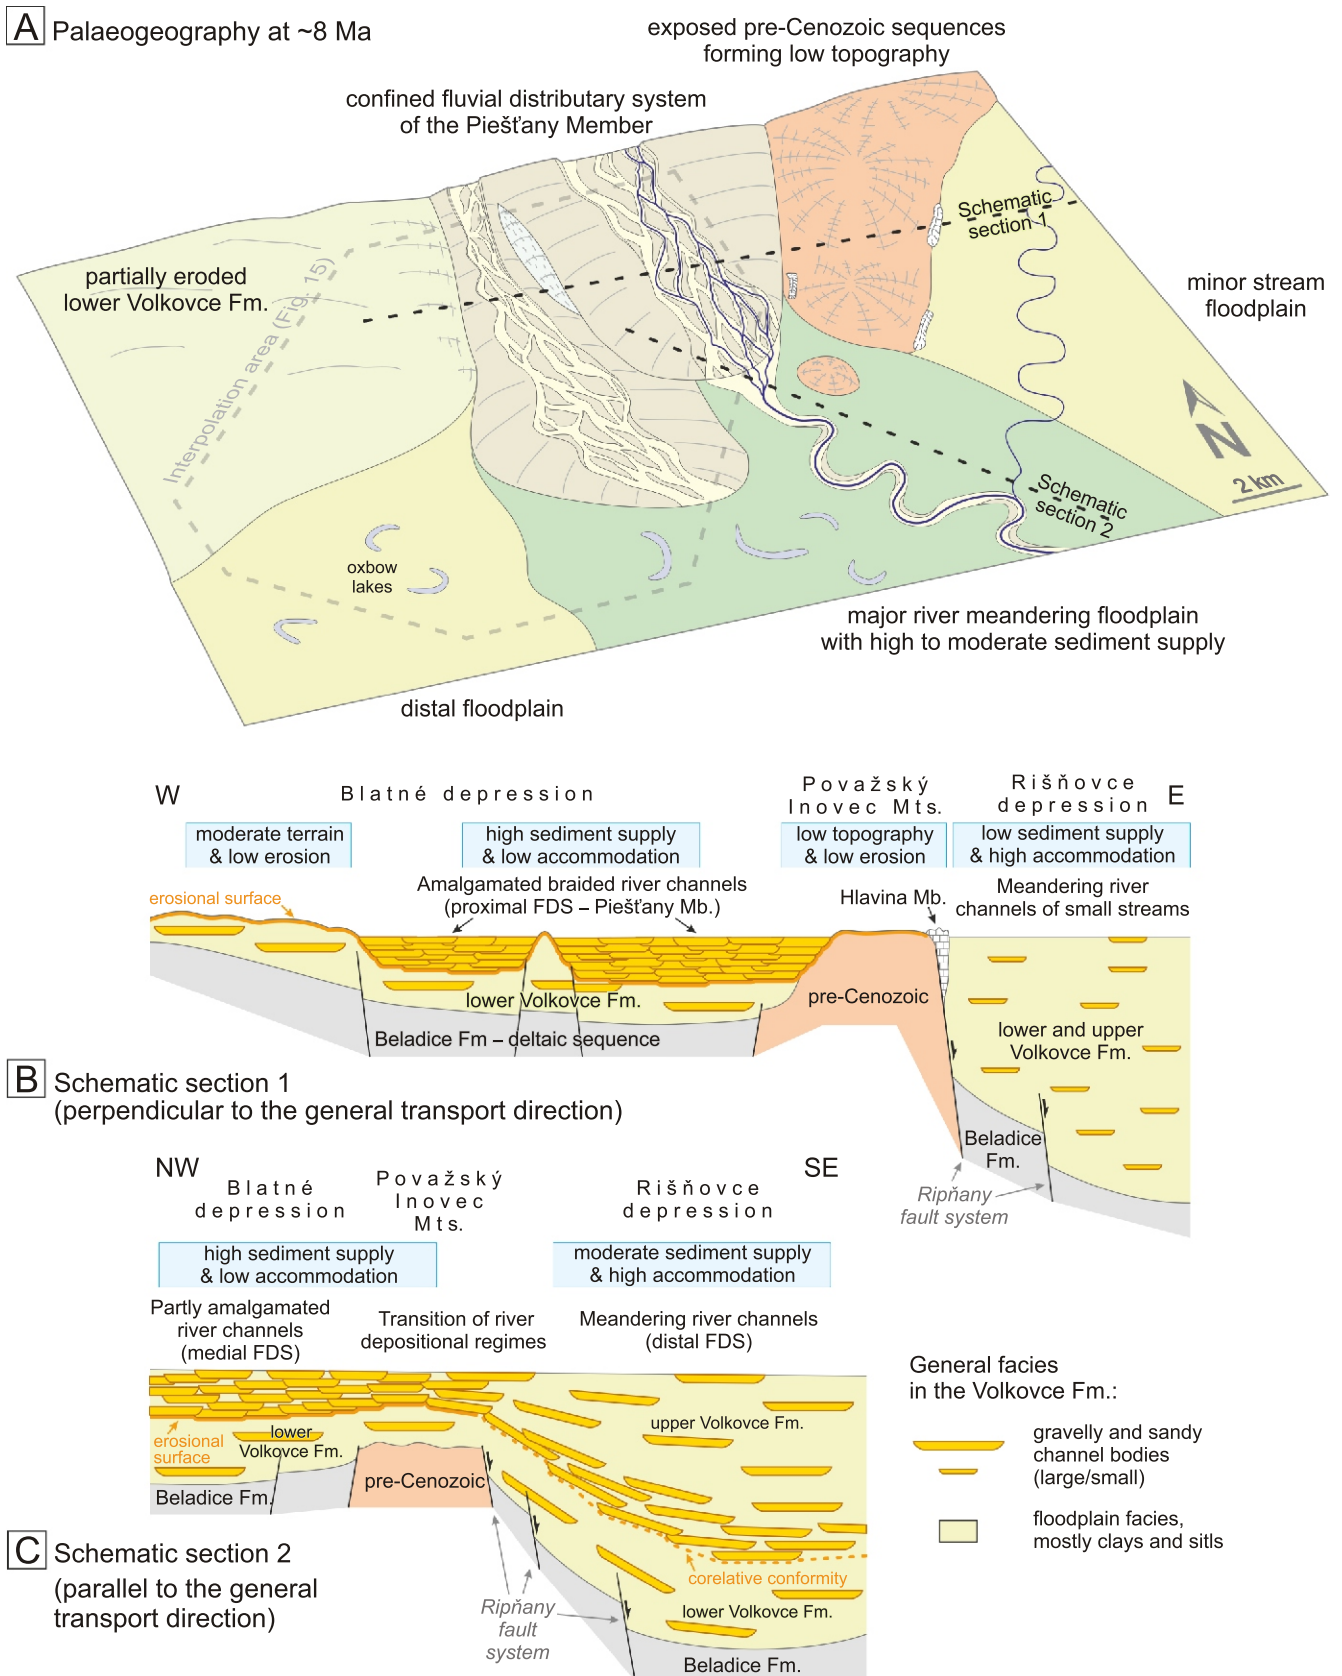 A Palaeogeography at ~8 Ma
exposed pre-Cenozoic sequences
forming low topography
confined fluvial distributary system
of the Piešťany Member
Schematic
section 1
partially eroded
lower Volkovce Fm.
Interpolation area (Fig. 15)
minor stream
floodplain
N
2 km
Schematic
section 2
oxbow
lakes
major river meandering floodplain
with high to moderate sediment supply
distal floodplain
W
Blatné depression
Považský
Inovec Mts.
Rišňovce
depression
E
moderate terrain
& low erosion
high sediment supply
& low accommodation
low topography
& low erosion
low sediment supply
& high accommodation
erosional surface
Amalgamated braided river channels
(proximal FDS – Piešťany Mb.)
Hlavina Mb.
Meandering river
channels of small streams
lower Volkovce Fm.
pre-Cenozoic
lower and upper
Volkovce Fm.
Beladice Fm – deltaic sequence
Beladice
Fm.
Ripňany
fault system
B Schematic section 1
(perpendicular to the general transport direction)
NW
Blatné
depression
Považský
Inovec
Mts.
Rišňovce
depression
SE
high sediment supply
& low accommodation
moderate sediment supply
& high accommodation
Partly amalgamated
river channels
(medial FDS)
Transition of river
depositional regimes
Meandering river channels
(distal FDS)
erosional
surface
lower
Volkovce Fm.
upper Volkovce Fm.
pre-Cenozoic
Beladice Fm.
corelative conformity
lower Volkovce Fm.
Ripňany
fault
system
Beladice Fm.
C Schematic section 2
(parallel to the general
transport direction)
General facies
in the Volkovce Fm.:
gravelly and sandy
channel bodies
(large/small)
floodplain facies,
mostly clays and sitls